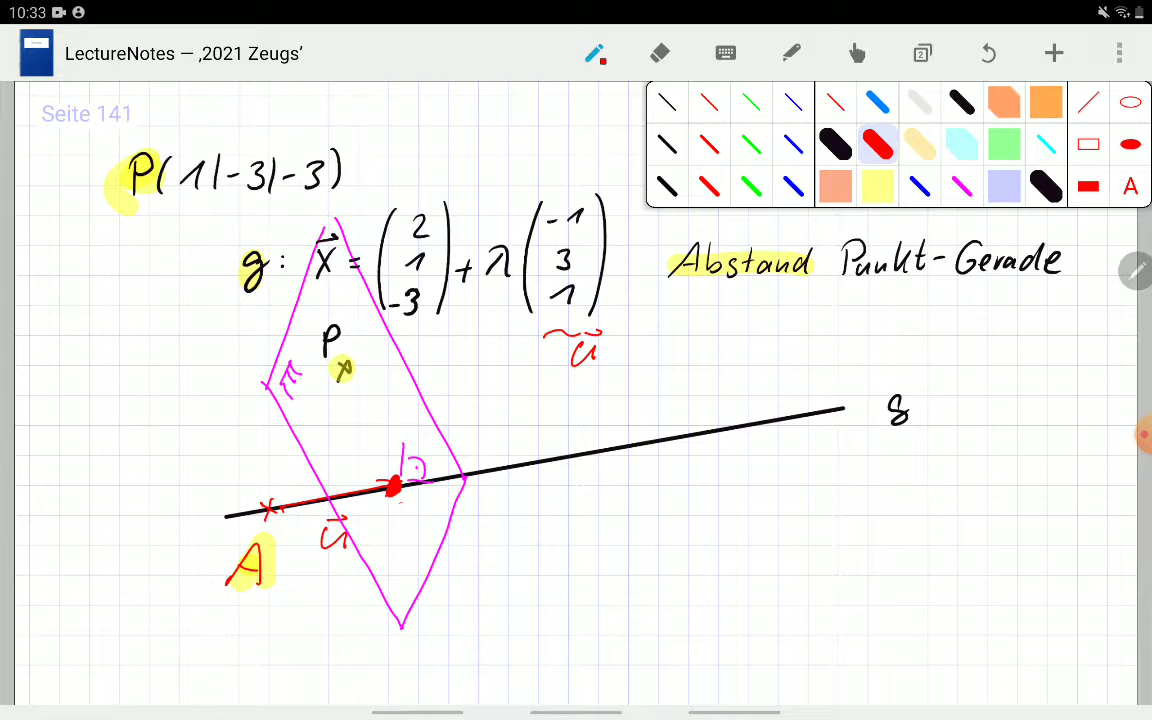 10:33
LectureNotes — ‚2021 Zeugs’
2
A
Seite 141
P(1|-3|-3)
g: X⃗ = (2 1 -3) + λ (-1 3 1) Abstand Punkt-Gerade
u⃗
P
π
g
u⃗
A